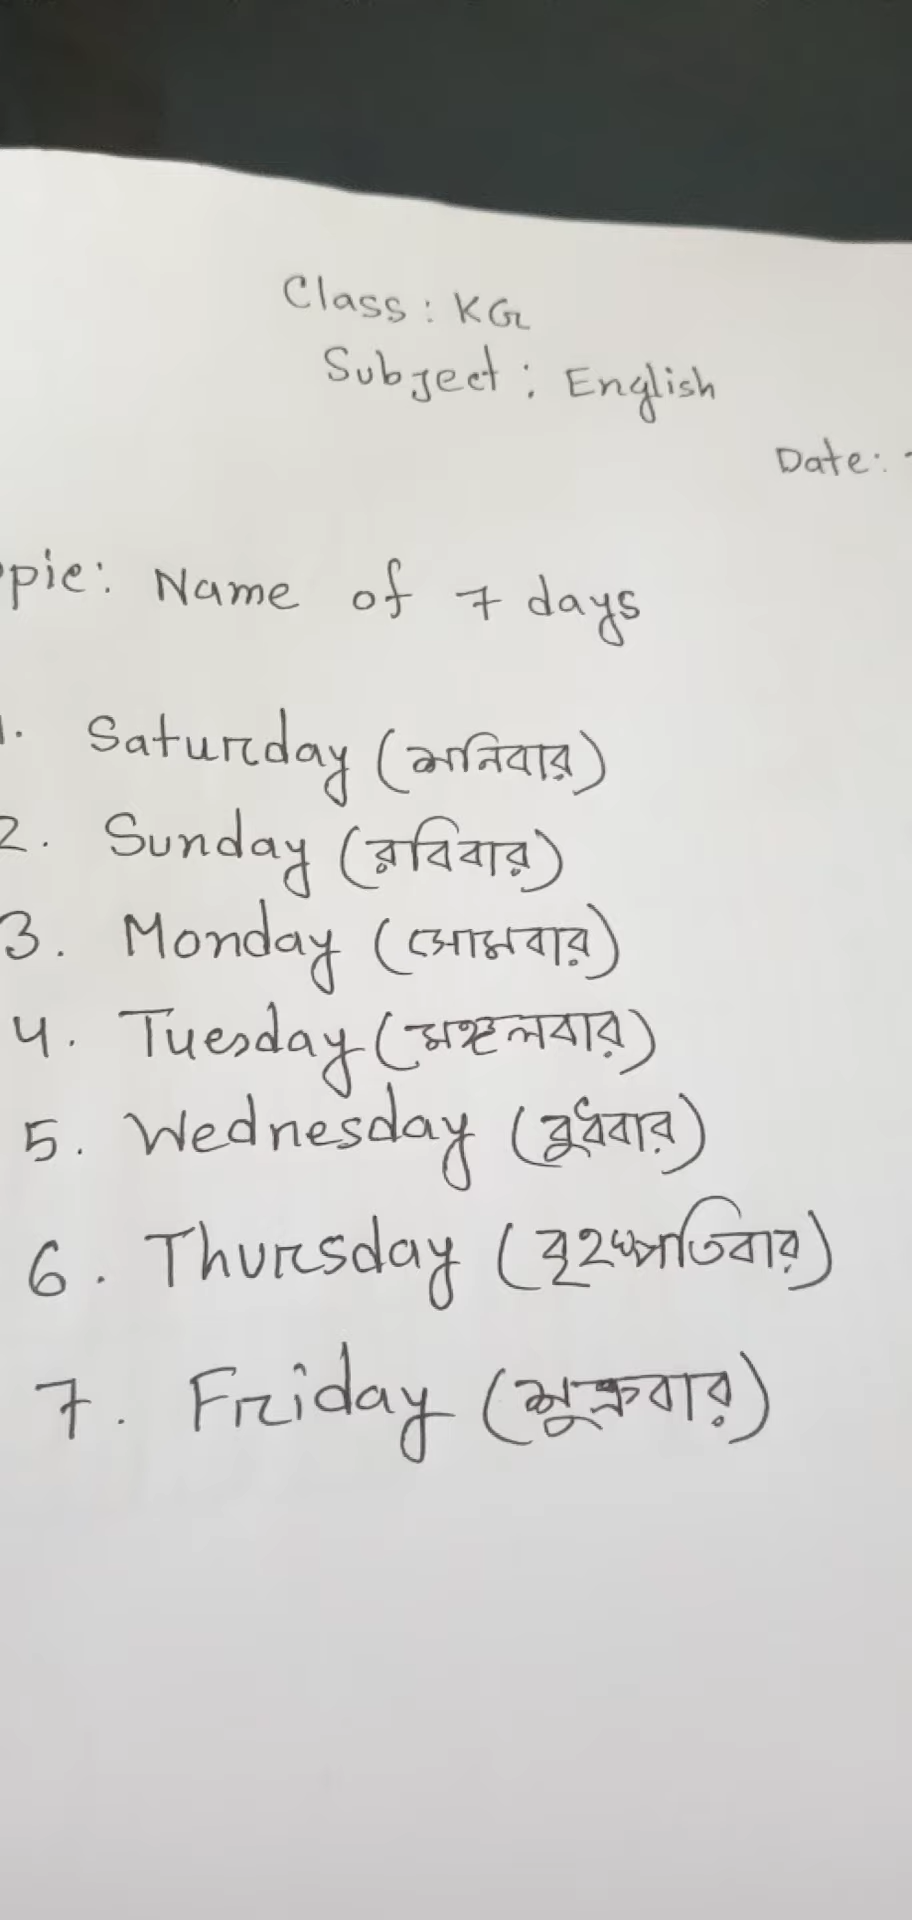 Class: KG
Subject: English
Date:
Topic: Name of 7 days
1. Saturday (শনিবার)
2. Sunday (রবিবার)
3. Monday (সোমবার)
4. Tuesday (মঙ্গলবার)
5. Wednesday (বুধবার)
6. Thursday (বৃহস্পতিবার)
7. Friday (শুক্রবার)